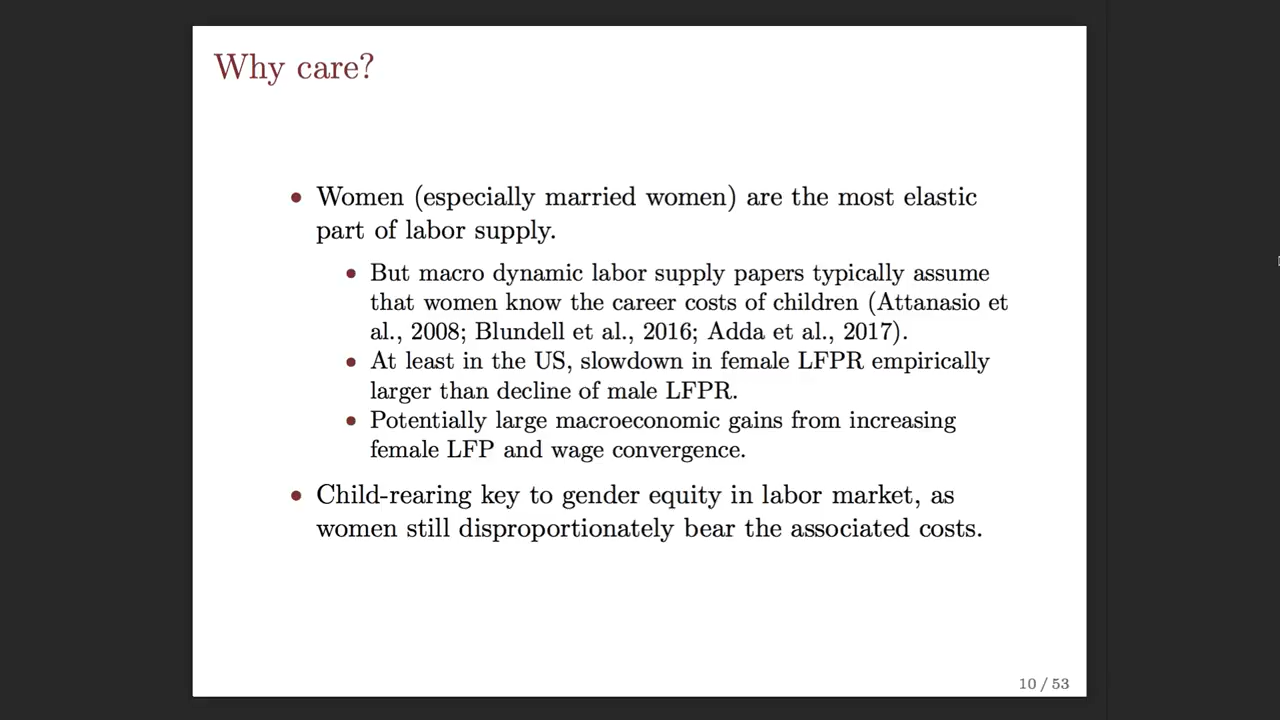 Why care?
• Women (especially married women) are the most elastic
part of labor supply.
• But macro dynamic labor supply papers typically assume
that women know the career costs of children (Attanasio et
al., 2008; Blundell et al., 2016; Adda et al., 2017).
• At least in the US, slowdown in female LFPR empirically
larger than decline of male LFPR.
• Potentially large macroeconomic gains from increasing
female LFP and wage convergence.
• Child-rearing key to gender equity in labor market, as
women still disproportionately bear the associated costs.
10 / 53